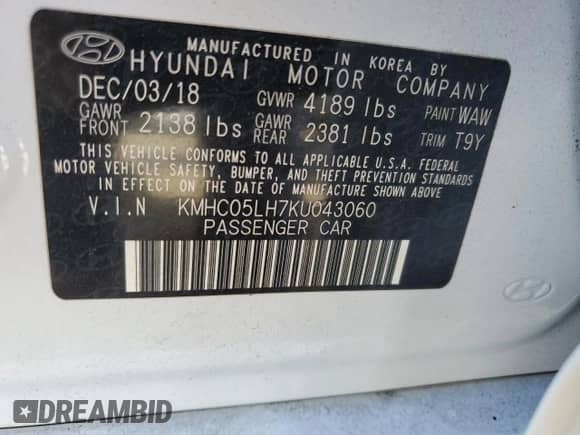 MANUFACTURED IN KOREA BY
HYUNDAI MOTOR COMPANY
DEC/03/18 GVWR 4189 lbs PAINT WAW
GAWR FRONT 2138 lbs GAWR REAR 2381 lbs TRIM T9Y
THIS VEHICLE CONFORMS TO ALL APPLICABLE U.S.A. FEDERAL
MOTOR VEHICLE SAFETY, BUMPER, AND THEFT PREVENTION STANDARDS
IN EFFECT ON THE DATE OF MANUFACTURE SHOWN ABOVE.
V.I.N KMHC05LH7KU043060
PASSENGER CAR
DREAMBID